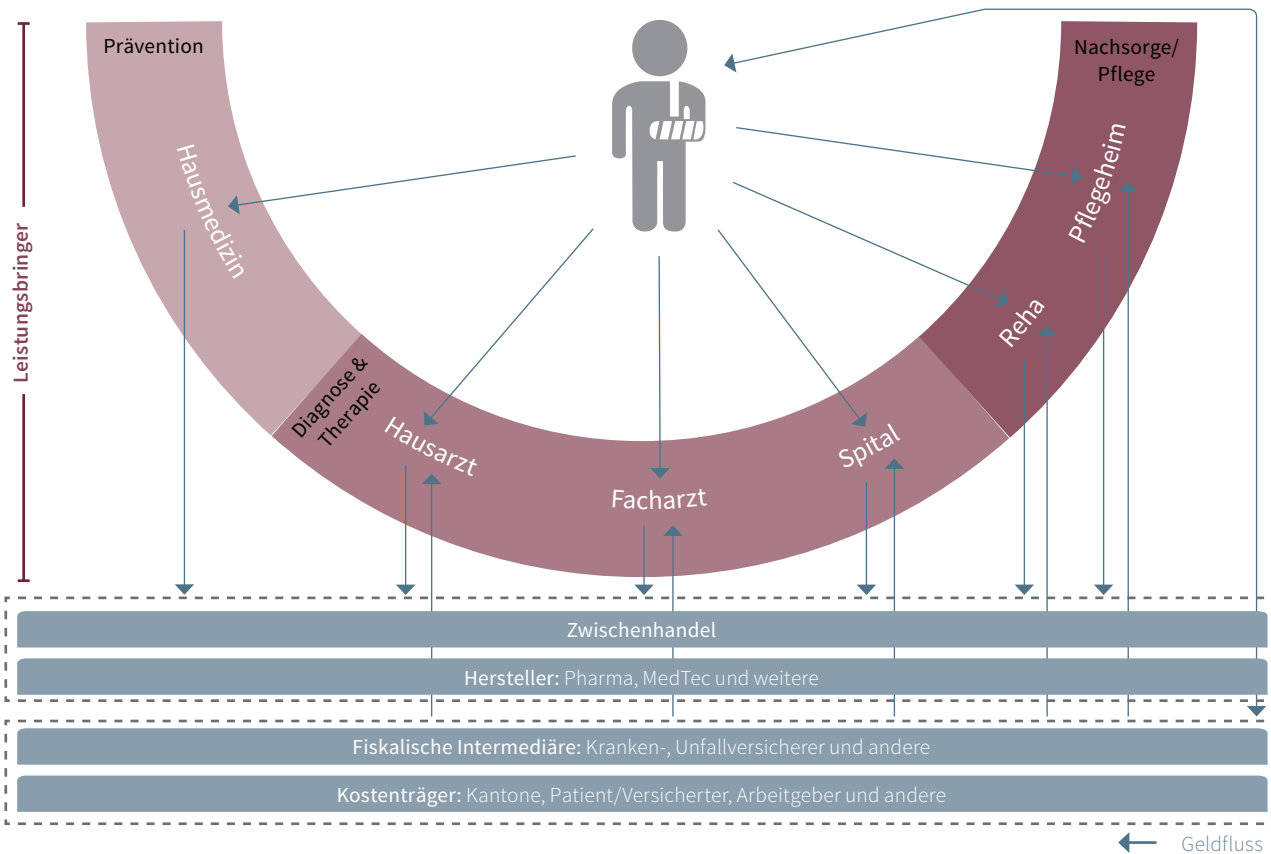 Leistungsbringer
Prävention
Hausmedizin
Diagnose &
Therapie
Hausarzt
Facharzt
Spital
Reha
Pflegeheim
Nachsorge/
Pflege
Zwischenhandel
Hersteller: Pharma, MedTec und weitere
Fiskalische Intermediäre: Kranken-, Unfallversicherer und andere
Kostenträger: Kantone, Patient/Versicherter, Arbeitgeber und andere
Geldfluss